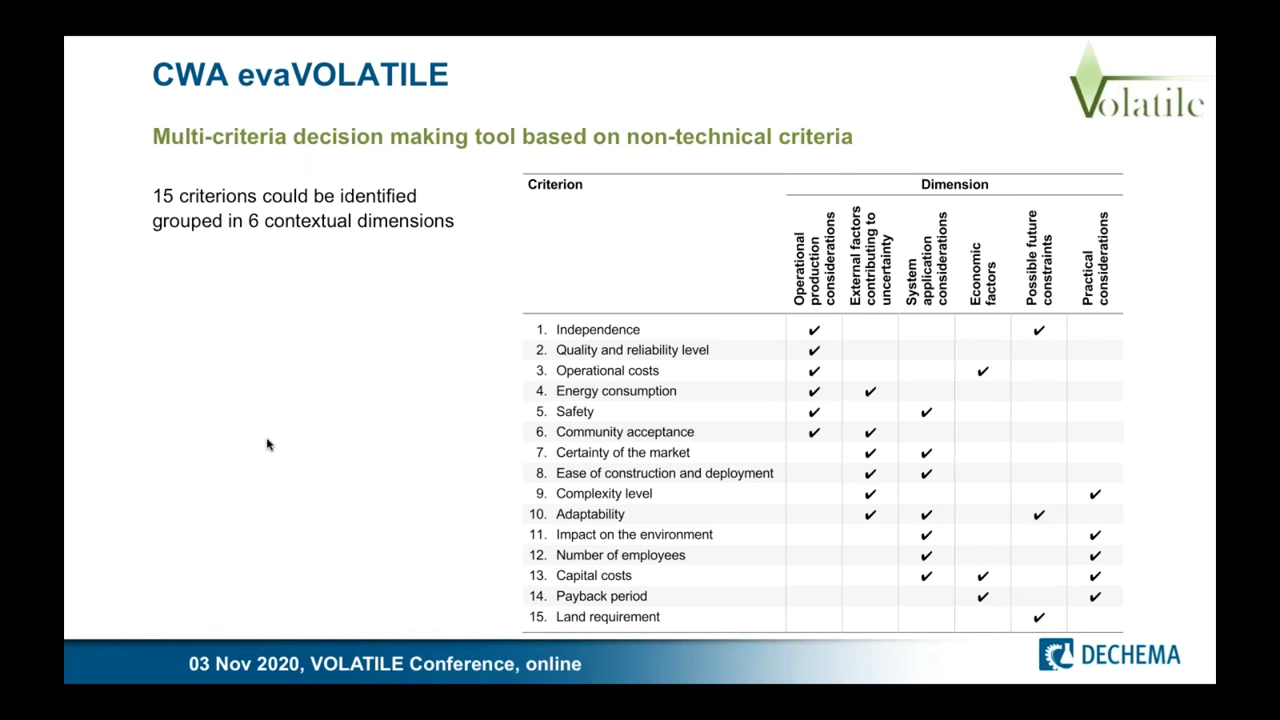 CWA evaVOLATILE
Volatile
Multi-criteria decision making tool based on non-technical criteria
15 criterions could be identified
grouped in 6 contextual dimensions
Criterion
Dimension
Operational
production
considerations
External factors
contributing to
uncertainty
System
application
considerations
Economic
factors
Possible future
constraints
Practical
considerations
1. Independence ✔ ✔
2. Quality and reliability level ✔
3. Operational costs ✔ ✔
4. Energy consumption ✔ ✔
5. Safety ✔ ✔
6. Community acceptance ✔ ✔
7. Certainty of the market ✔ ✔
8. Ease of construction and deployment ✔ ✔
9. Complexity level ✔ ✔
10. Adaptability ✔ ✔ ✔
11. Impact on the environment ✔ ✔
12. Number of employees ✔ ✔
13. Capital costs ✔ ✔ ✔
14. Payback period ✔ ✔
15. Land requirement ✔
03 Nov 2020, VOLATILE Conference, online
DECHEMA